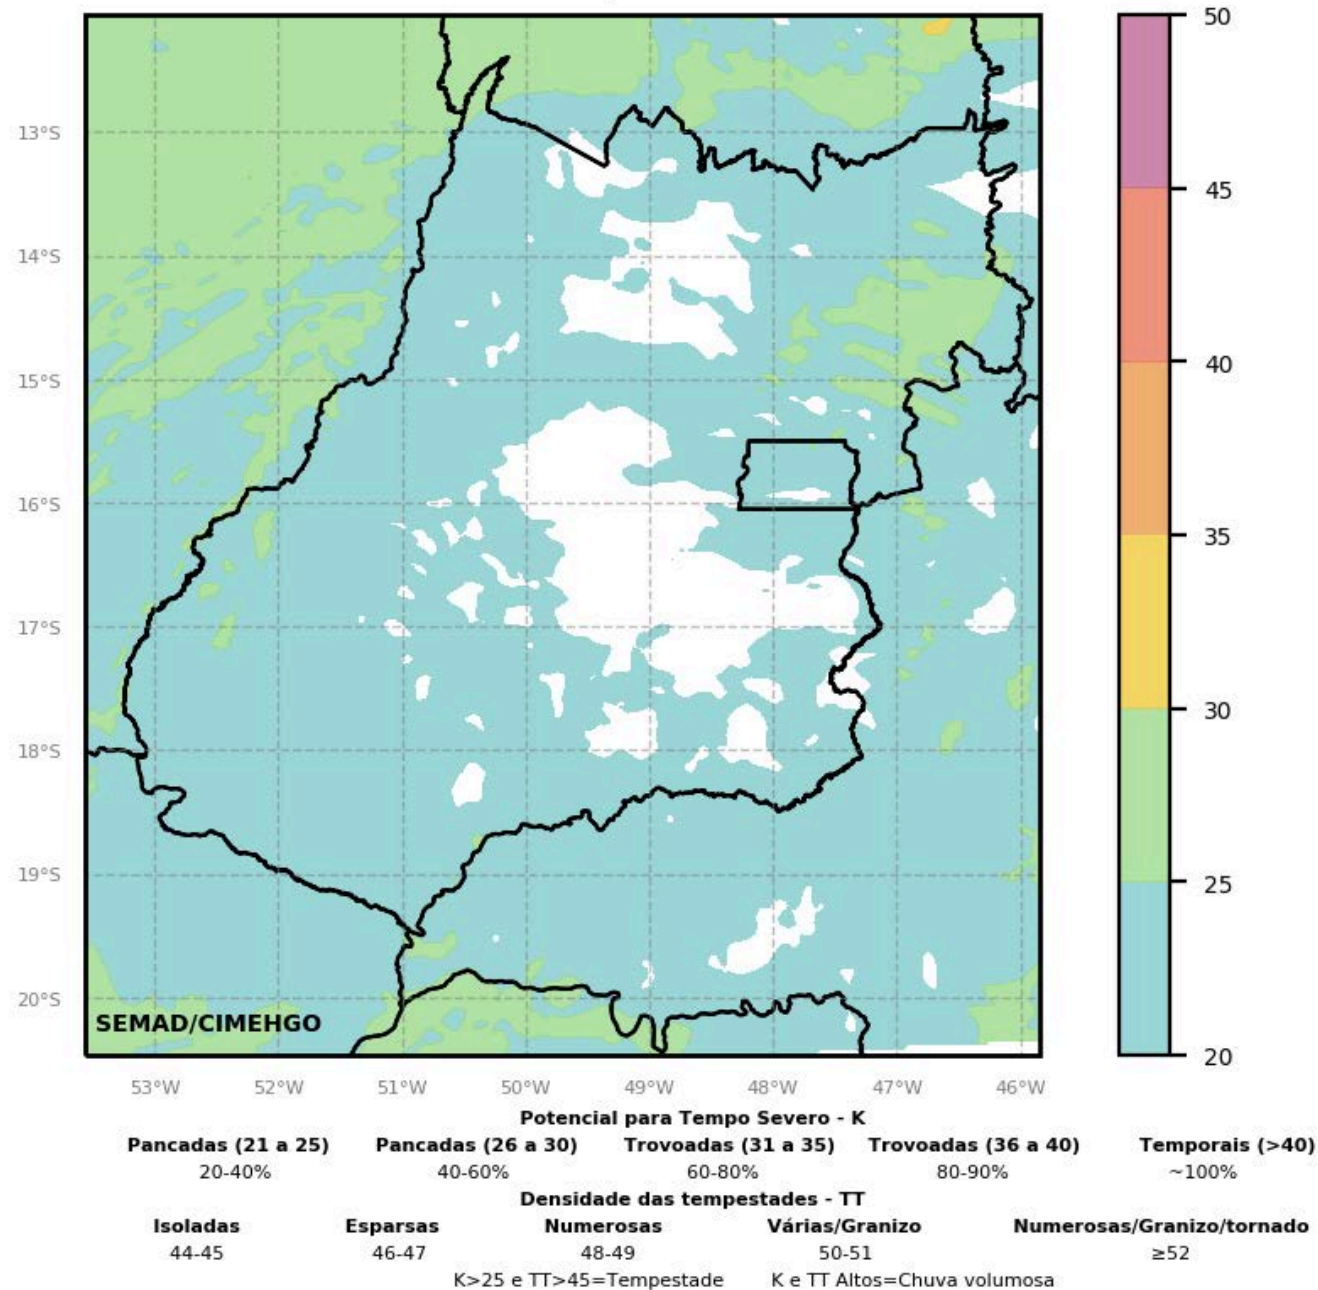 50
13°S
45
14°S
40
15°S
16°S
35
17°S
30
18°S
25
19°S
20°S
SEMAD/CIMEHGO
20
53°W 52°W 51°W 50°W 49°W 48°W 47°W 46°W
Potencial para Tempo Severo - K
Pancadas (21 a 25) Pancadas (26 a 30) Trovoadas (31 a 35) Trovoadas (36 a 40) Temporais (>40)
20-40% 40-60% 60-80% 80-90% ~100%
Densidade das tempestades - TT
Isoladas Esparsas Numerosas Várias/Granizo Numerosas/Granizo/tornado
44-45 46-47 48-49 50-51 ≥52
K>25 e TT>45=Tempestade K e TT Altos=Chuva volumosa